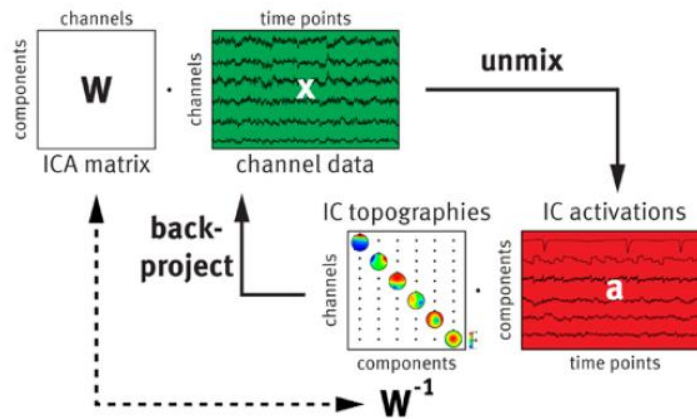 channels
time points
components
W
channels
x
unmix
ICA matrix
channel data
back-
project
IC topographies
IC activations
channels
components
a
components
time points
W-1